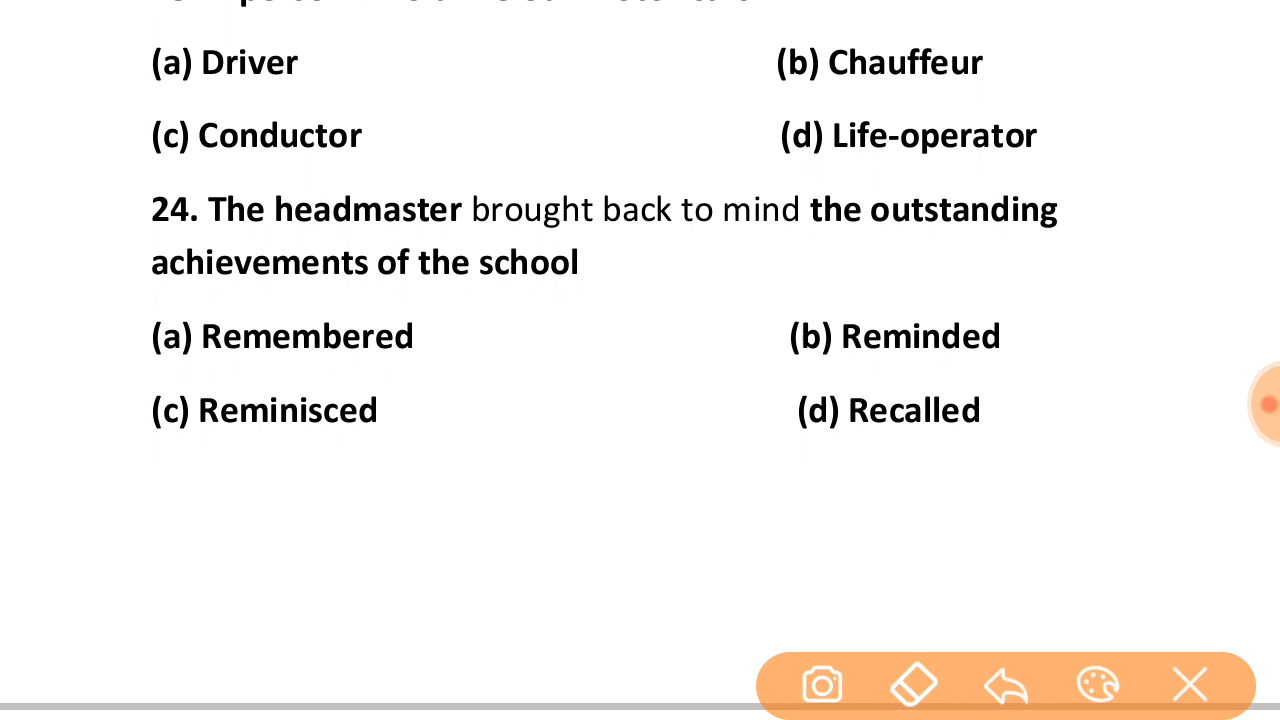 (a) Driver (b) Chauffeur
(c) Conductor (d) Life-operator
24. The headmaster brought back to mind the outstanding
achievements of the school
(a) Remembered (b) Reminded
(c) Reminisced (d) Recalled